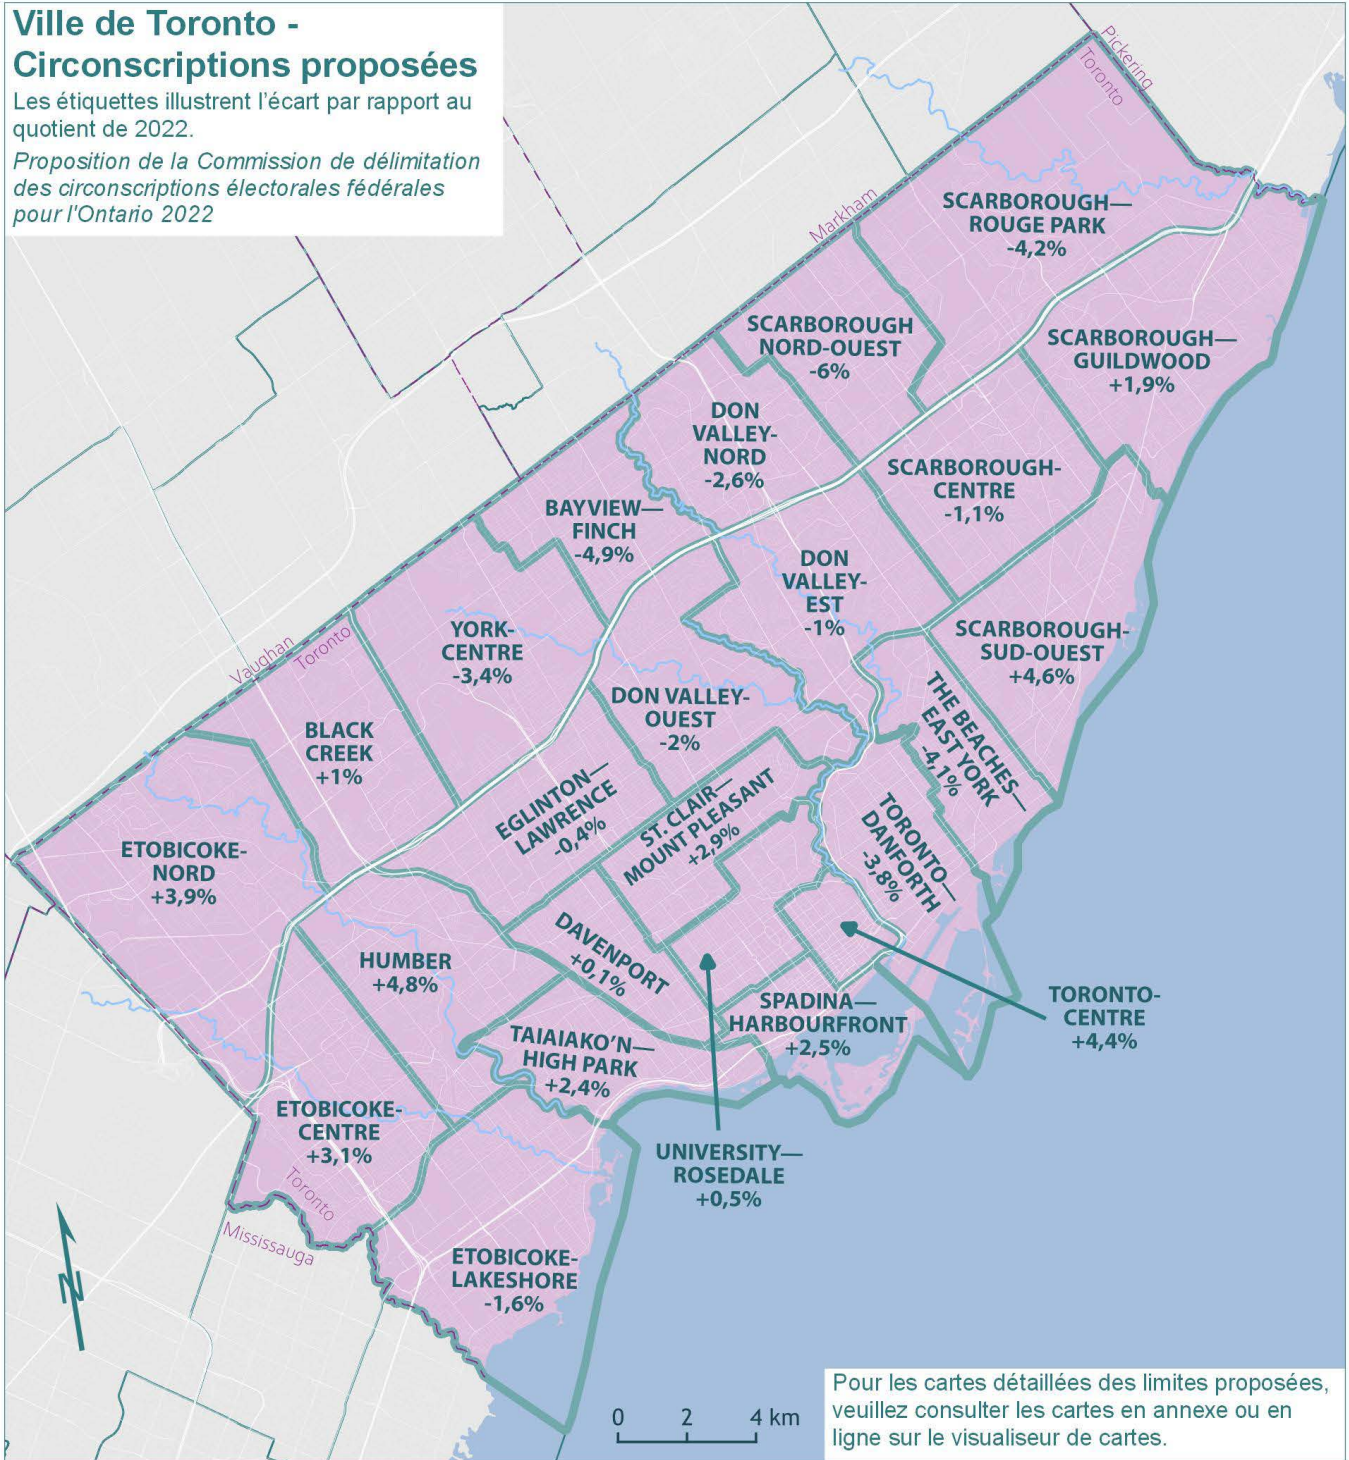 Ville de Toronto -
Circonscriptions proposées
Les étiquettes illustrent l'écart par rapport au
quotient de 2022.
Proposition de la Commission de délimitation
des circonscriptions électorales fédérales
pour l'Ontario 2022
Pickering
Toronto
Markham
SCARBOROUGH—
ROUGE PARK
-4,2%
SCARBOROUGH
NORD-OUEST
-6%
SCARBOROUGH—
GUILDWOOD
+1,9%
DON
VALLEY-
NORD
-2,6%
SCARBOROUGH-
CENTRE
-1,1%
BAYVIEW—
FINCH
-4,9%
DON
VALLEY-
EST
-1%
YORK-
CENTRE
-3,4%
SCARBOROUGH-
SUD-OUEST
+4,6%
Vaughan
Toronto
DON VALLEY-
OUEST
-2%
THE BEACHES—
EAST YORK
-4,1%
BLACK
CREEK
+1%
EGLINTON—
LAWRENCE
-0,4%
ST. CLAIR—
MOUNT PLEASANT
+2,9%
TORONTO—
DANFORTH
-3,8%
ETOBICOKE-
NORD
+3,9%
HUMBER
+4,8%
DAVENPORT
+0,1%
SPADINA—
HARBOURFRONT
+2,5%
TORONTO-
CENTRE
+4,4%
TAIAIAKO'N—
HIGH PARK
+2,4%
ETOBICOKE-
CENTRE
+3,1%
UNIVERSITY—
ROSEDALE
+0,5%
Toronto
Mississauga
ETOBICOKE-
LAKESHORE
-1,6%
N
0 2 4 km
Pour les cartes détaillées des limites proposées,
veuillez consulter les cartes en annexe ou en
ligne sur le visualiseur de cartes.